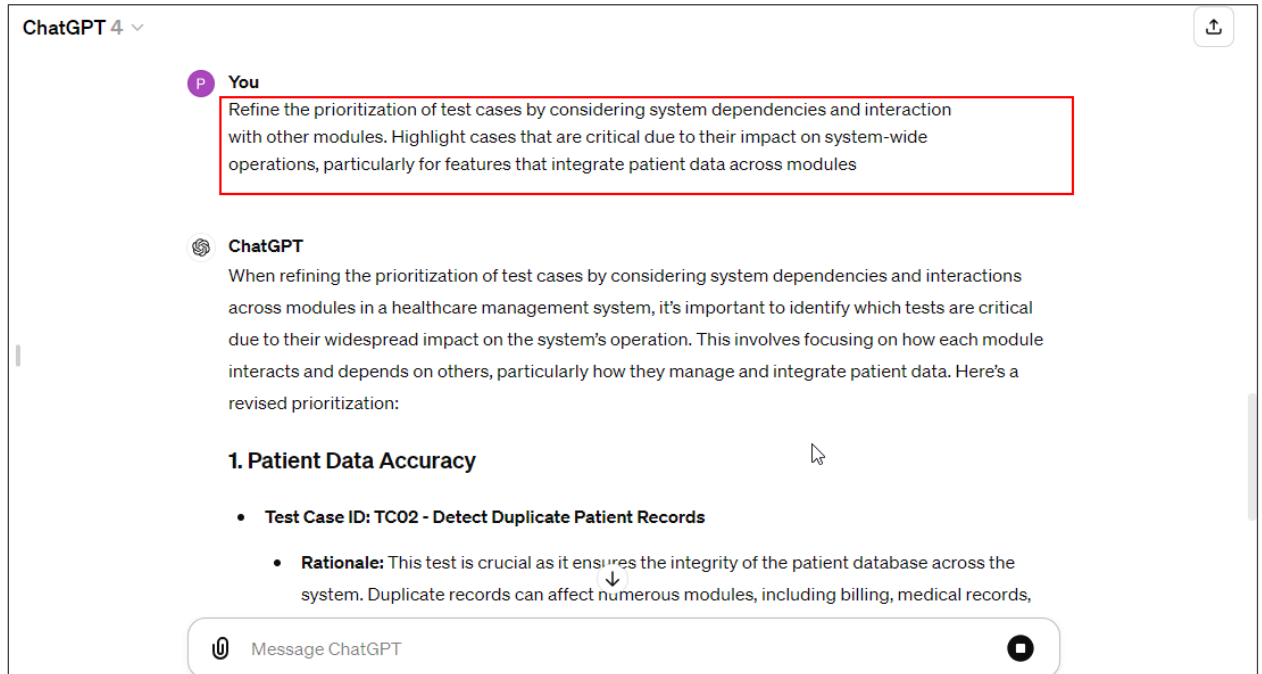 ChatGPT 4
P
You
Refine the prioritization of test cases by considering system dependencies and interaction
with other modules. Highlight cases that are critical due to their impact on system-wide
operations, particularly for features that integrate patient data across modules
ChatGPT
When refining the prioritization of test cases by considering system dependencies and interactions
across modules in a healthcare management system, it’s important to identify which tests are critical
due to their widespread impact on the system’s operation. This involves focusing on how each module
interacts and depends on others, particularly how they manage and integrate patient data. Here’s a
revised prioritization:
1. Patient Data Accuracy
• Test Case ID: TC02 - Detect Duplicate Patient Records
• Rationale: This test is crucial as it ensures the integrity of the patient database across the
system. Duplicate records can affect numerous modules, including billing, medical records,
Message ChatGPT